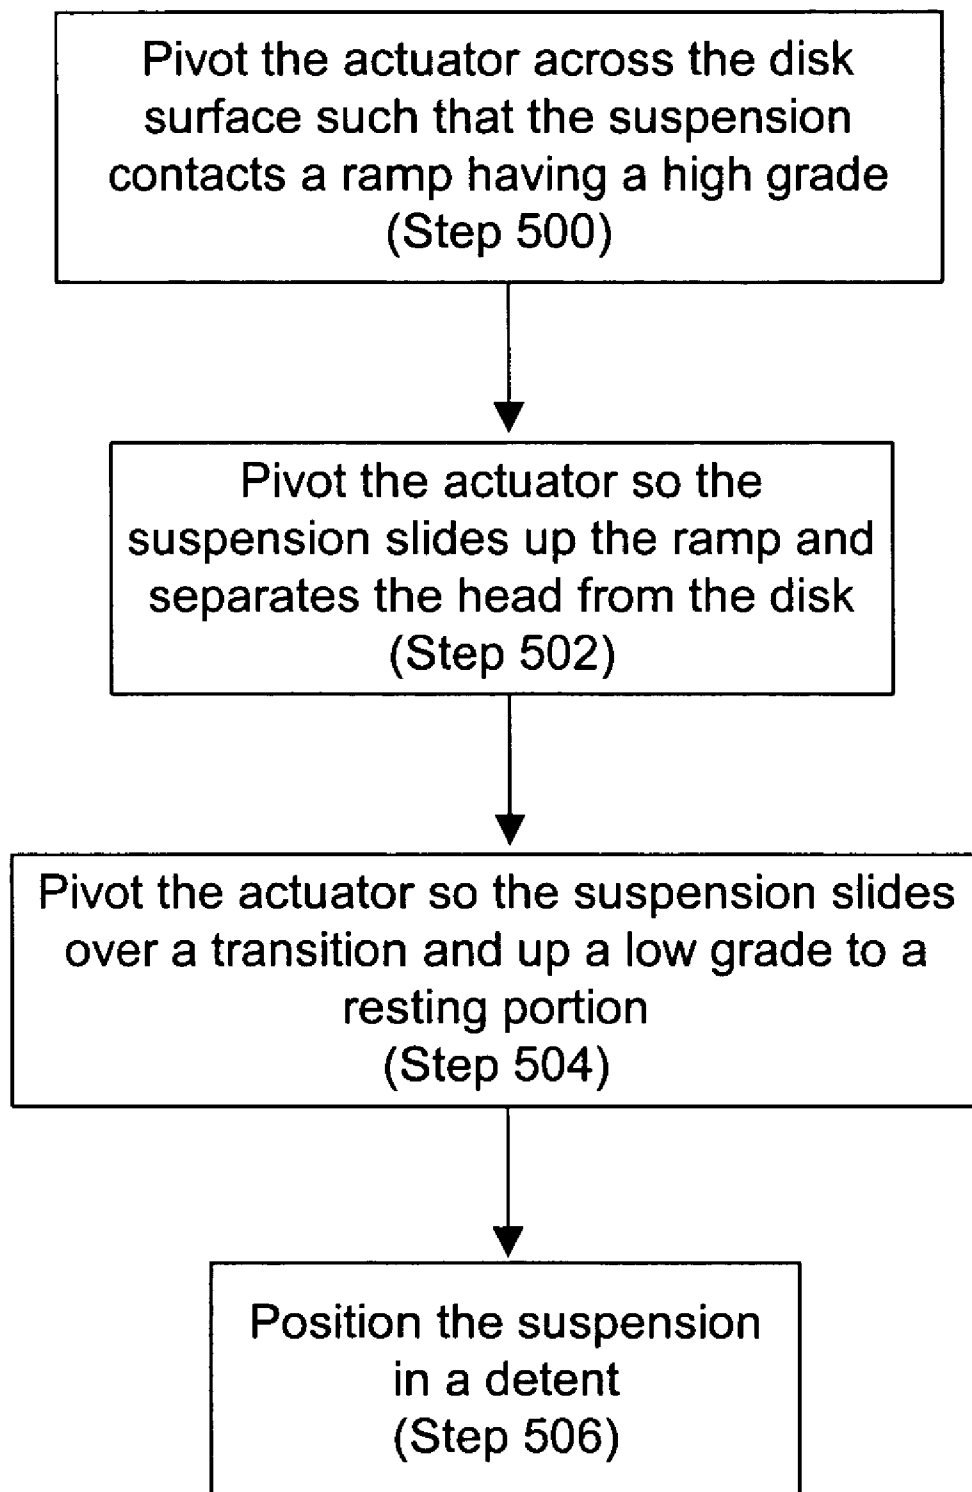 Pivot the actuator across the disk
surface such that the suspension
contacts a ramp having a high grade
(Step 500)
Pivot the actuator so the
suspension slides up the ramp and
separates the head from the disk
(Step 502)
Pivot the actuator so the suspension slides
over a transition and up a low grade to a
resting portion
(Step 504)
Position the suspension
in a detent
(Step 506)